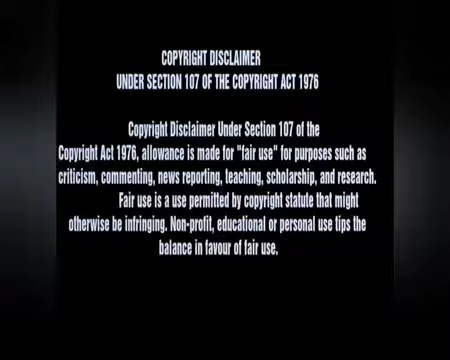 COPYRIGHT DISCLAIMER
UNDER SECTION 107 OF THE COPYRIGHT ACT 1976
Copyright Disclaimer Under Section 107 of the
Copyright Act 1976, allowance is made for "fair use" for purposes such as
criticism, commenting, news reporting, teaching, scholarship, and research.
Fair use is a use permitted by copyright statute that might
otherwise be infringing. Non-profit, educational or personal use tips the
balance in favour of fair use.